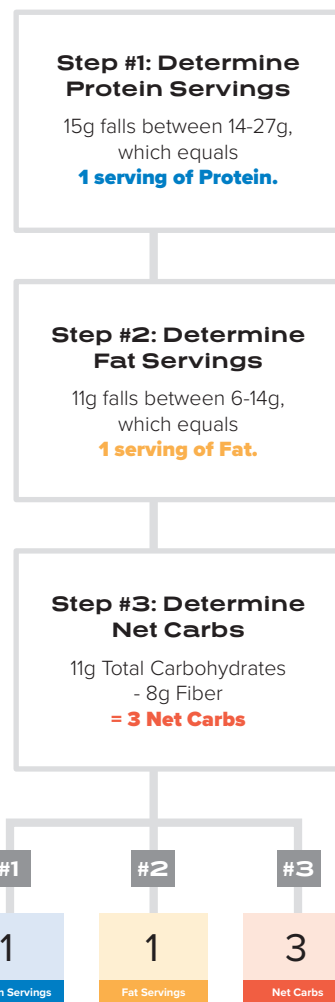 Step #1: Determine
Protein Servings
15g falls between 14-27g,
which equals
1 serving of Protein.
Step #2: Determine
Fat Servings
11g falls between 6-14g,
which equals
1 serving of Fat.
Step #3: Determine
Net Carbs
11g Total Carbohydrates
- 8g Fiber
= 3 Net Carbs
#1 #2 #3
1 1 3
Servings Fat Servings Net Carbs